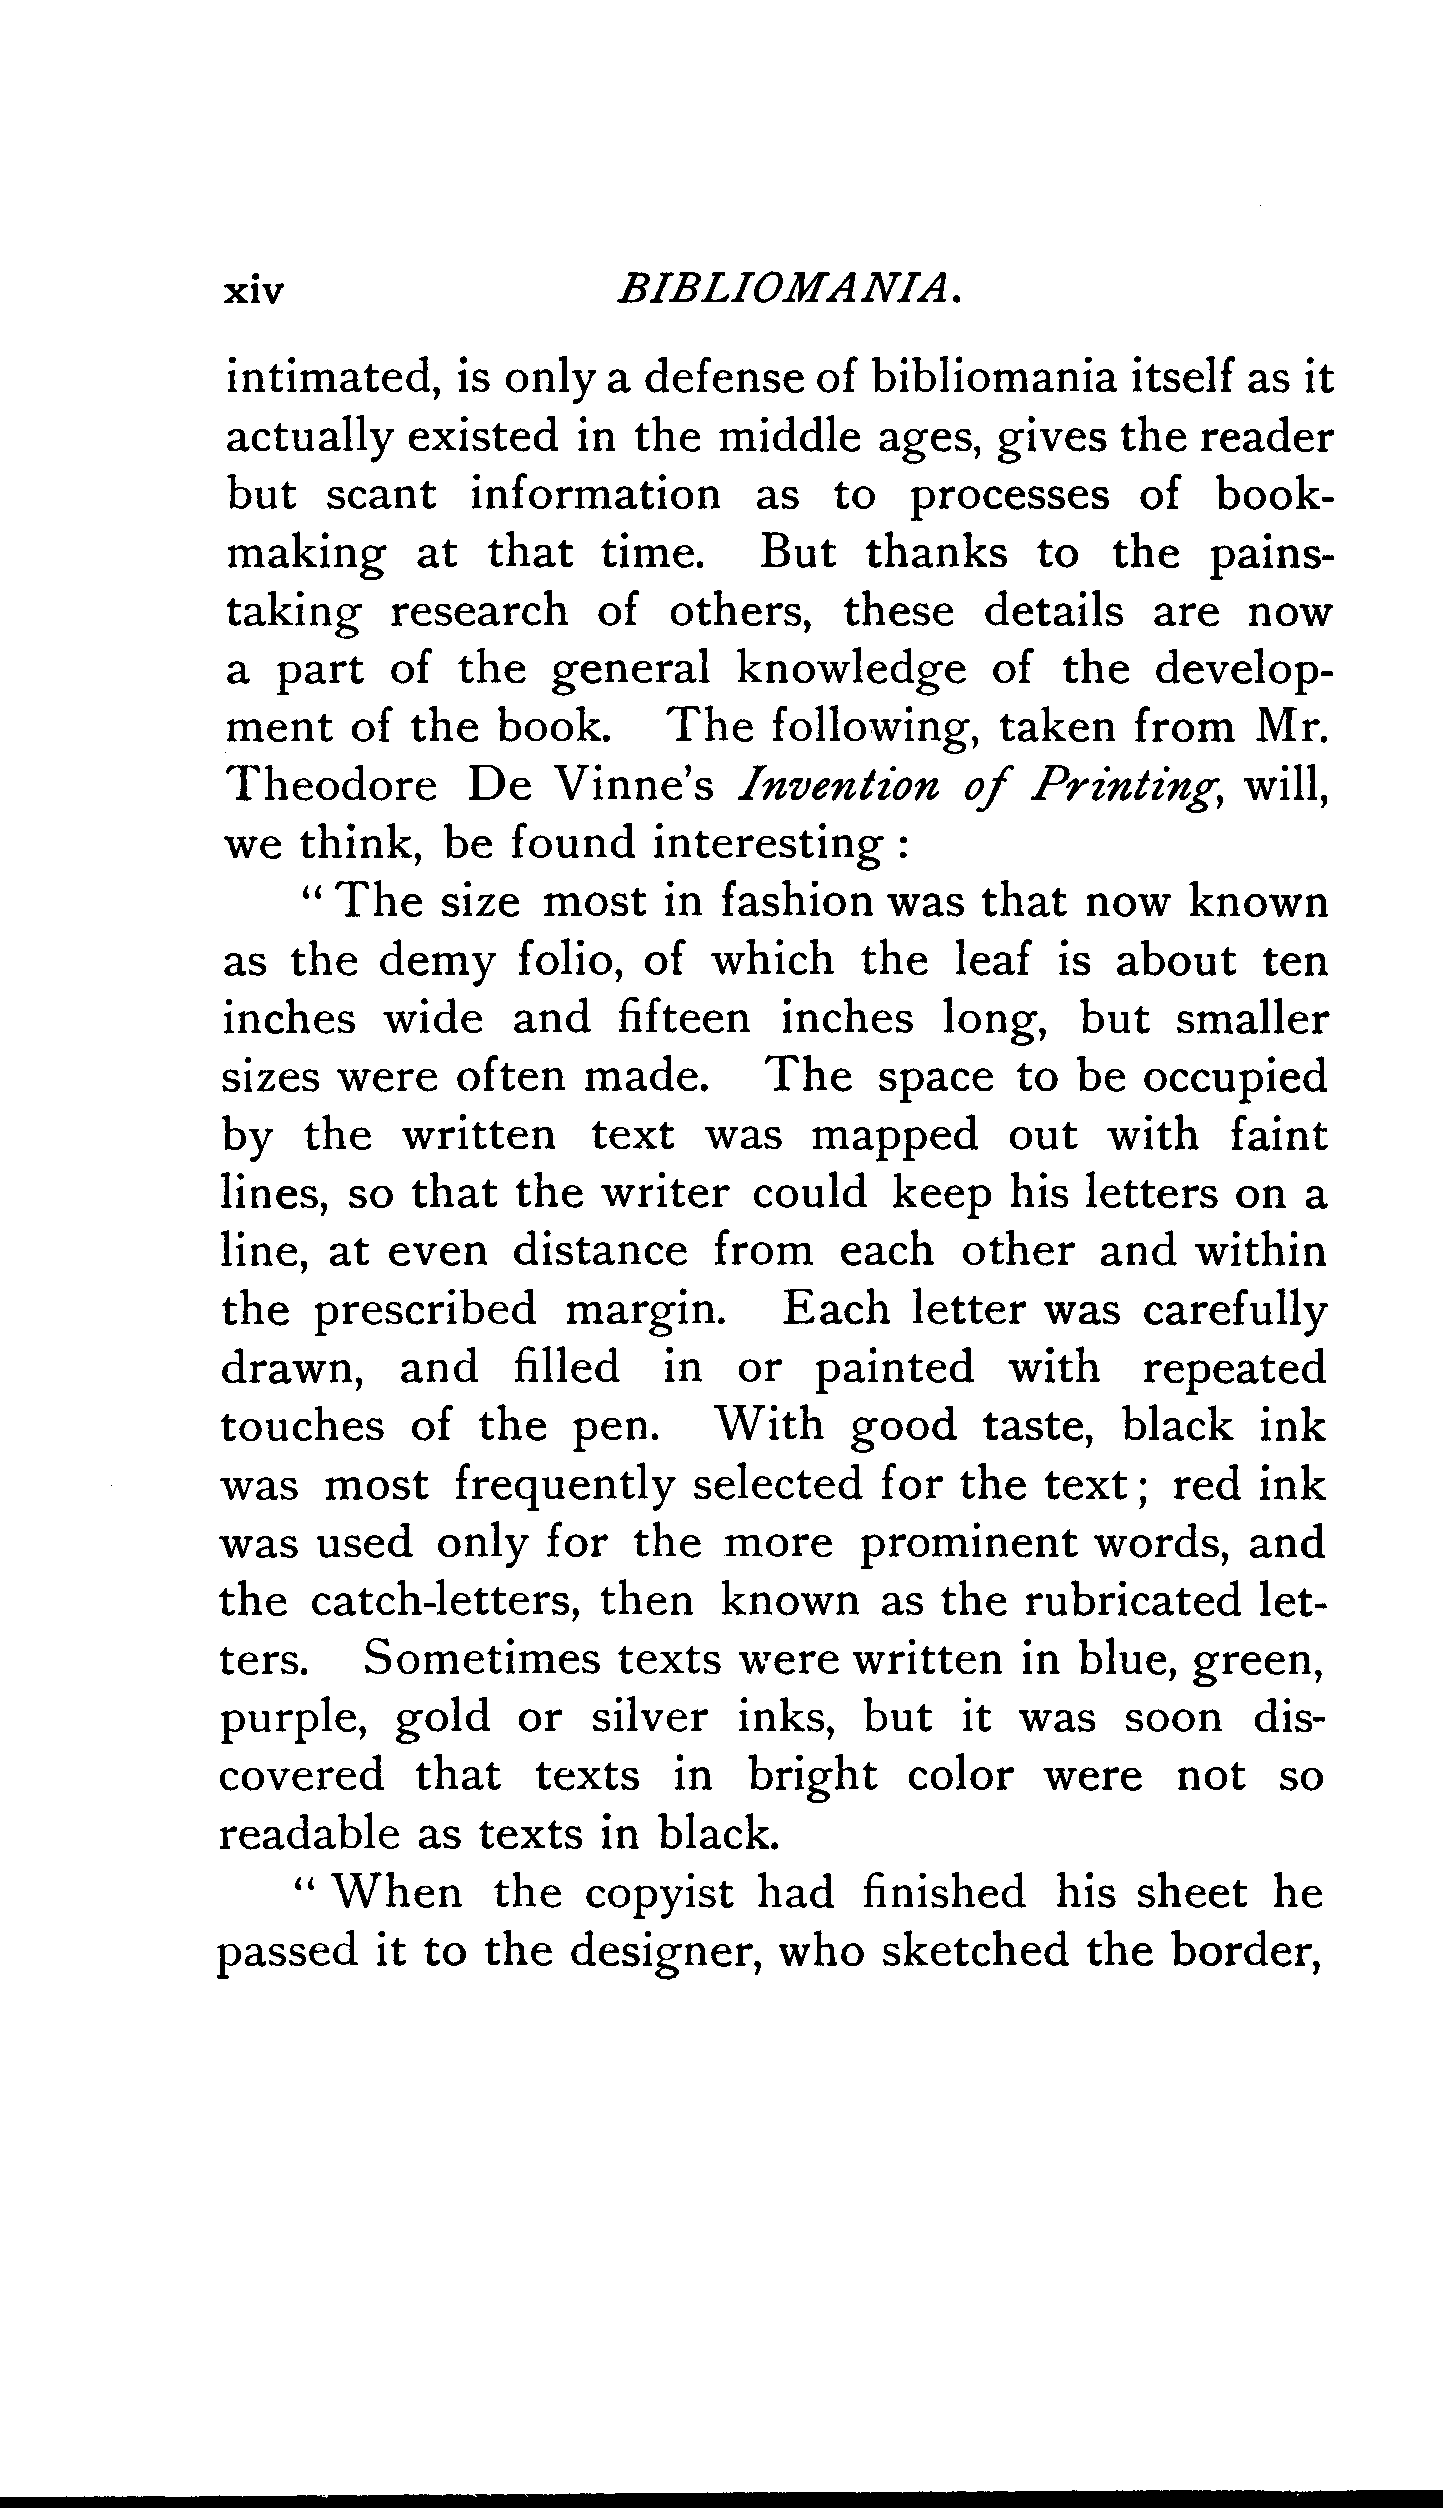 xiv BIBLIOMANIA.
intimated, is only a defense of bibliomania itself as it
actually existed in the middle ages, gives the reader
but scant information as to processes of book-
making at that time. But thanks to the pains-
taking research of others, these details are now
a part of the general knowledge of the develop-
ment of the book. The following, taken from Mr.
Theodore De Vinne's Invention of Printing, will,
we think, be found interesting :
“ The size most in fashion was that now known
as the demy folio, of which the leaf is about ten
inches wide and fifteen inches long, but smaller
sizes were often made. The space to be occupied
by the written text was mapped out with faint
lines, so that the writer could keep his letters on a
line, at even distance from each other and within
the prescribed margin. Each letter was carefully
drawn, and filled in or painted with repeated
touches of the pen. With good taste, black ink
was most frequently selected for the text ; red ink
was used only for the more prominent words, and
the catch-letters, then known as the rubricated let-
ters. Sometimes texts were written in blue, green,
purple, gold or silver inks, but it was soon dis-
covered that texts in bright color were not so
readable as texts in black.
“ When the copyist had finished his sheet he
passed it to the designer, who sketched the border,